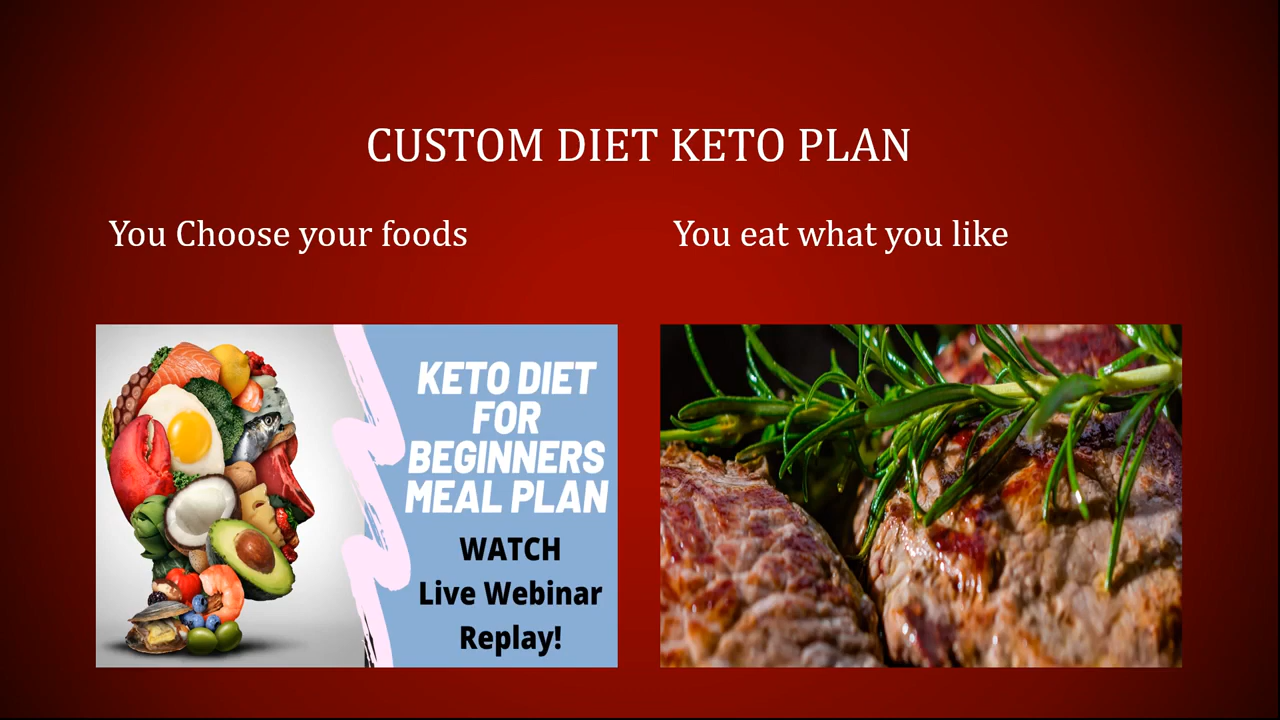 CUSTOM DIET KETO PLAN
You Choose your foods
You eat what you like
KETO DIET
FOR
BEGINNERS
MEAL PLAN
WATCH
Live Webinar
Replay!